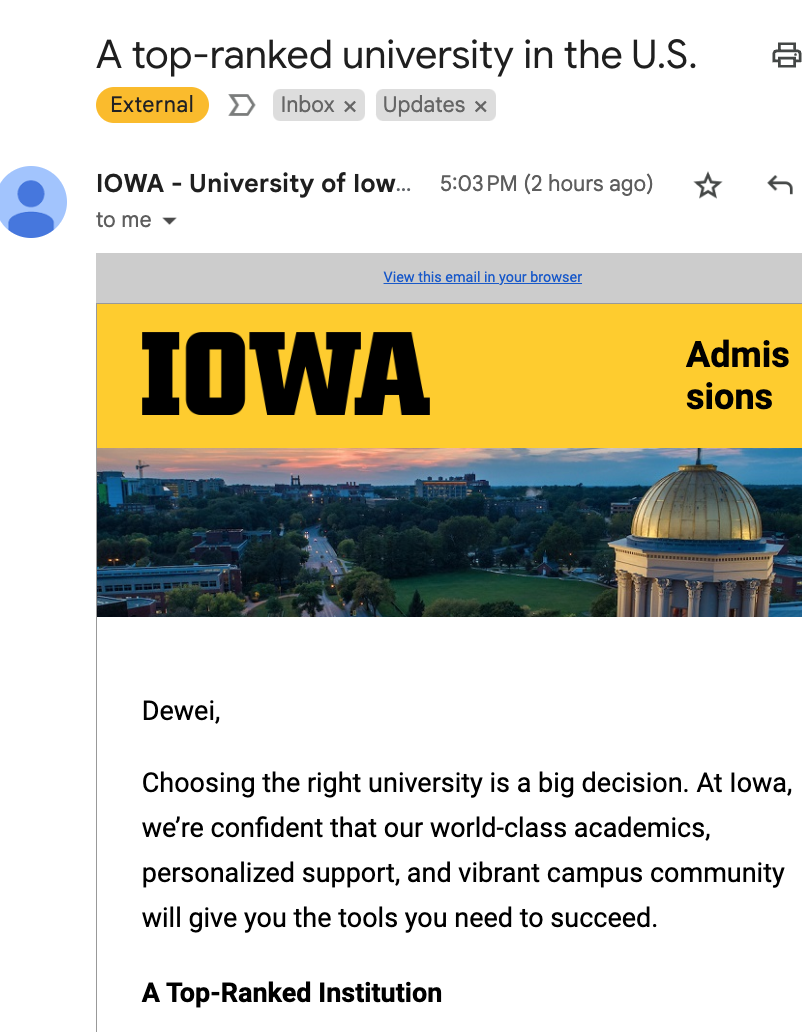 A top-ranked university in the U.S.
External Inbox × Updates ×
IOWA - University of Iow... 5:03 PM (2 hours ago)
to me
View this email in your browser
IOWA
Admis
sions
Dewei,
Choosing the right university is a big decision. At Iowa,
we’re confident that our world-class academics,
personalized support, and vibrant campus community
will give you the tools you need to succeed.
A Top-Ranked Institution